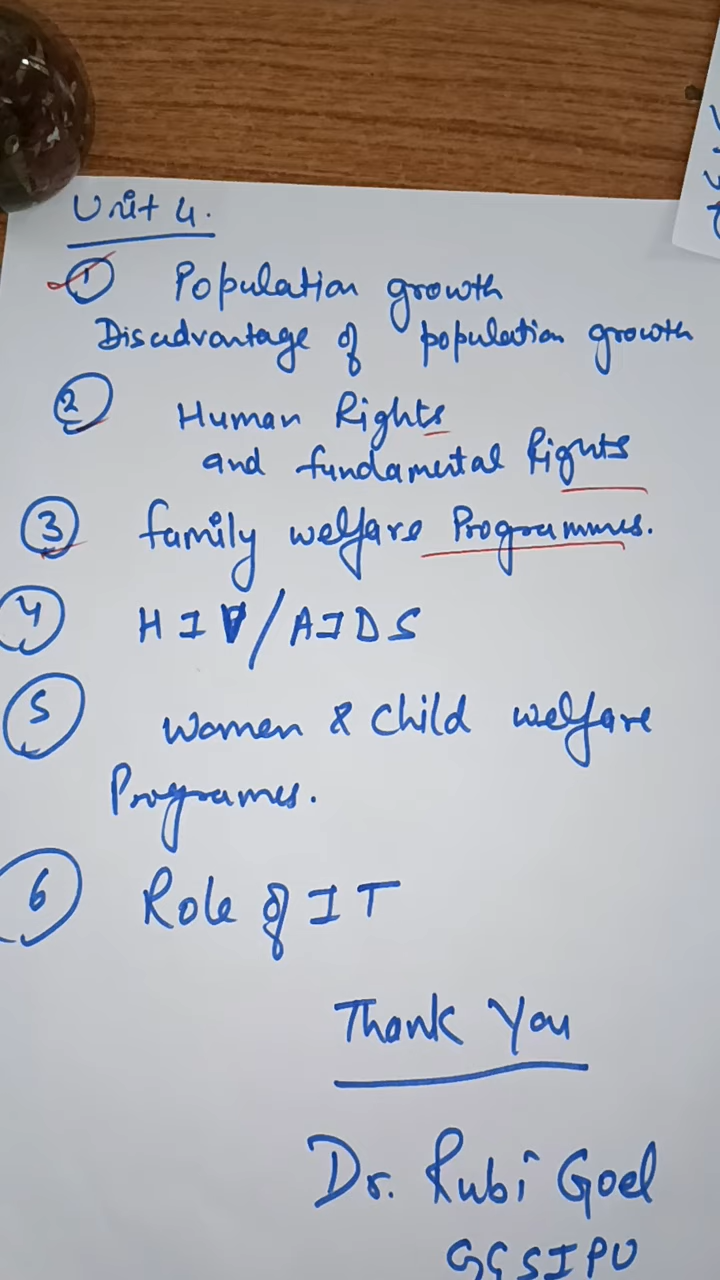 Unit 4.
① Population growth
Disadvantage of population growth
② Human Rights
and fundamental Rights
③ family welfare Programmes.
④ HIV/AIDS
⑤ women & child welfare
Programes.
⑥ Role of IT
Thank You
Dr. Rubi Goel
GGSIPU